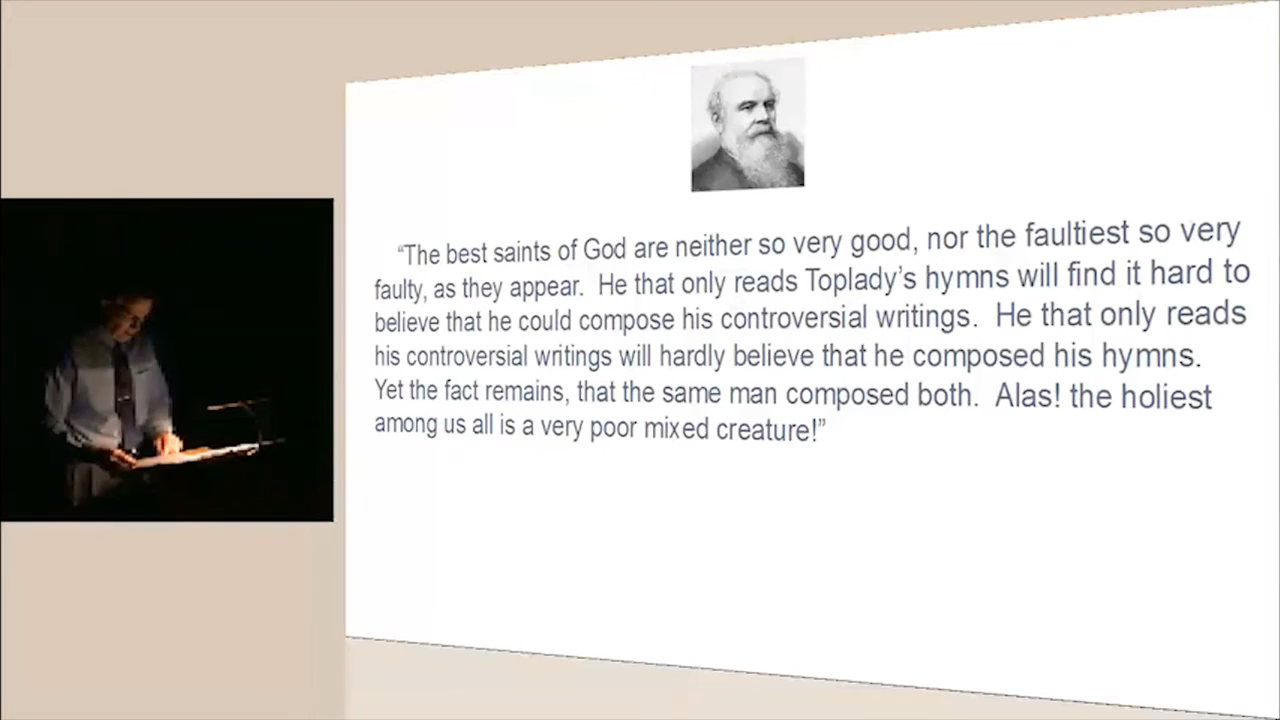 “The best saints of God are neither so very good, nor the faultiest so very
faulty, as they appear.  He that only reads Toplady’s hymns will find it hard to
believe that he could compose his controversial writings.  He that only reads
his controversial writings will hardly believe that he composed his hymns.
Yet the fact remains, that the same man composed both.  Alas! the holiest
among us all is a very poor mixed creature!”